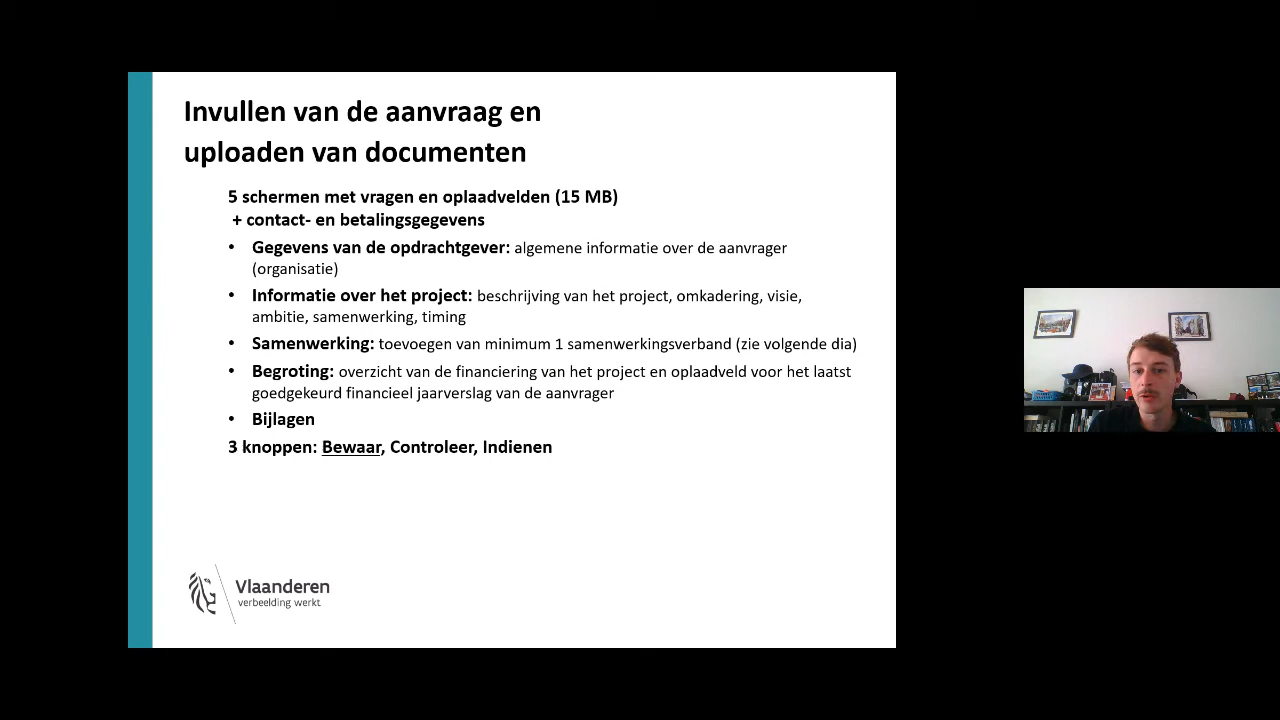 Invullen van de aanvraag en
uploaden van documenten
5 schermen met vragen en oplaadvelden (15 MB)
+ contact- en betalingsgegevens
• Gegevens van de opdrachtgever: algemene informatie over de aanvrager
(organisatie)
• Informatie over het project: beschrijving van het project, omkadering, visie,
ambitie, samenwerking, timing
• Samenwerking: toevoegen van minimum 1 samenwerkingsverband (zie volgende dia)
• Begroting: overzicht van de financiering van het project en oplaadveld voor het laatst
goedgekeurd financieel jaarverslag van de aanvrager
• Bijlagen
3 knoppen: Bewaar, Controleer, Indienen
Vlaanderen
verbeelding werkt